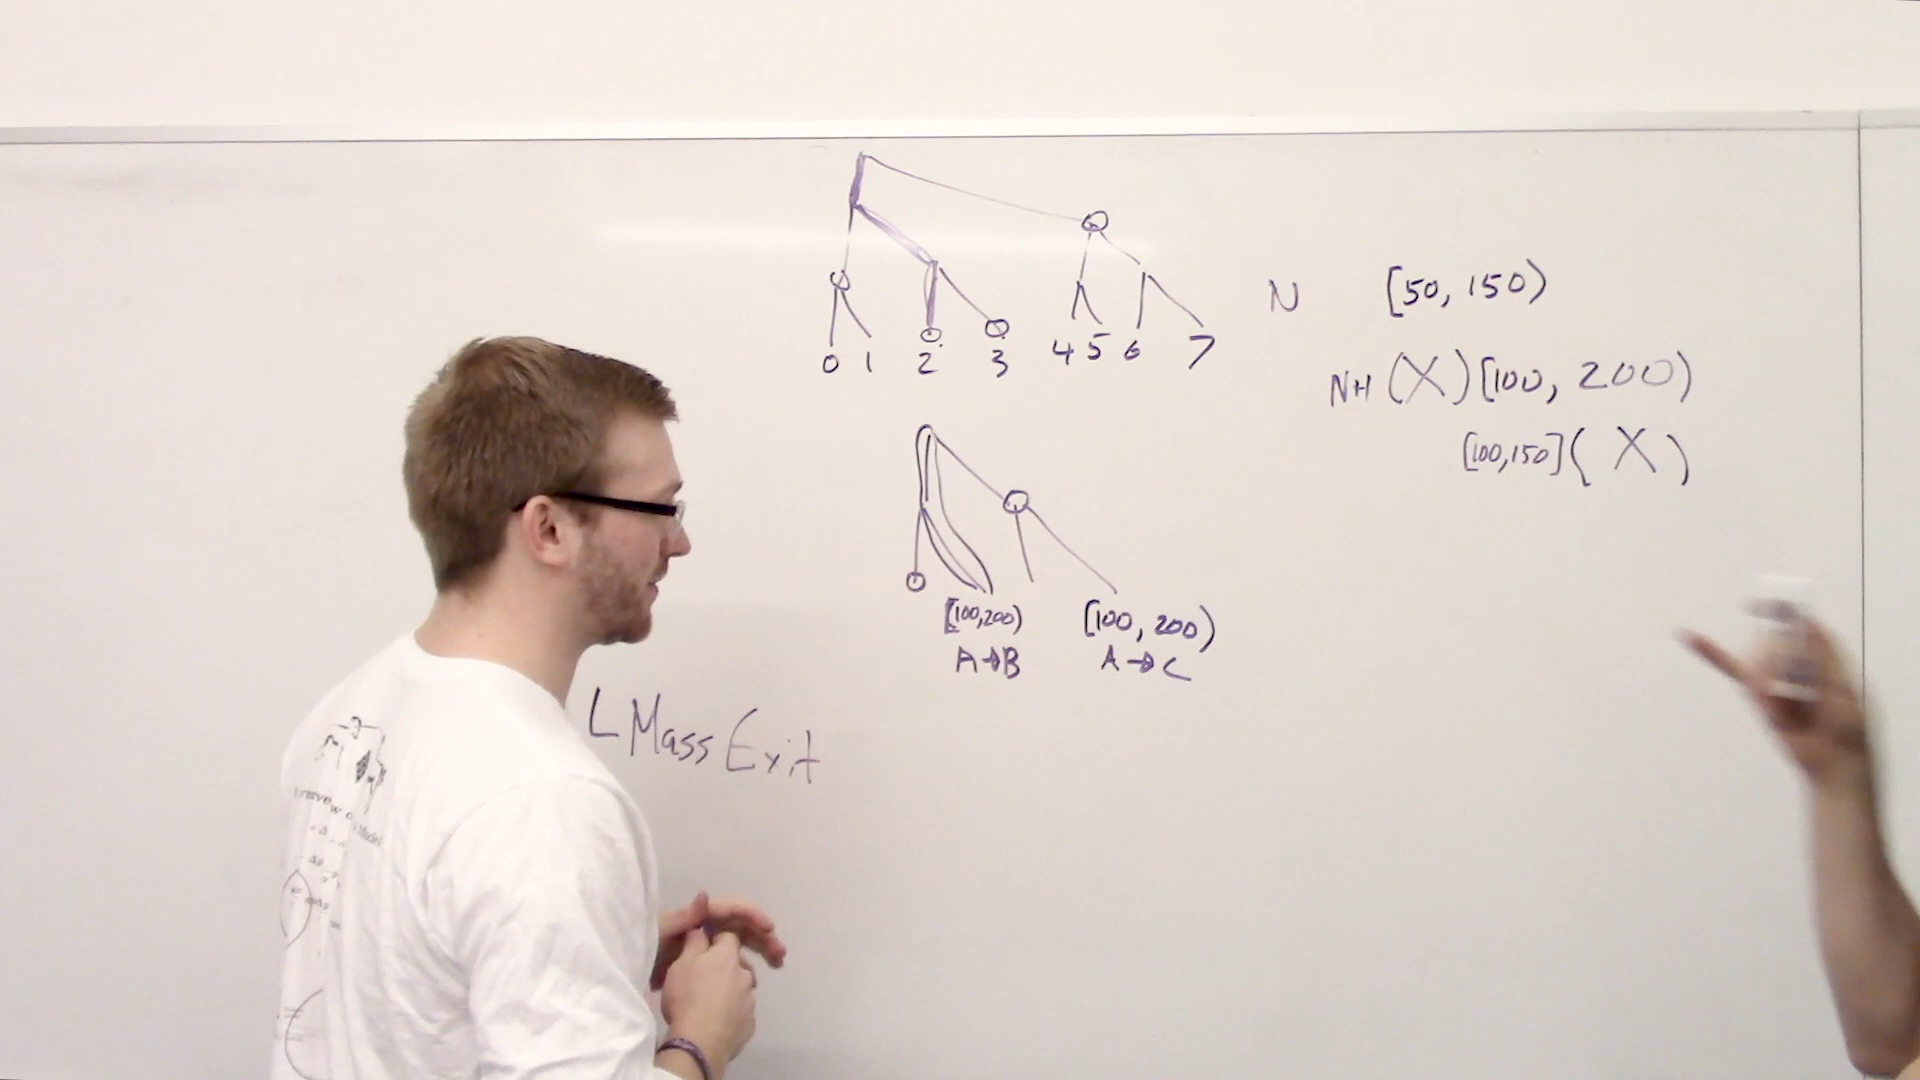 0 1 2 3 4 5 6 7
N [50, 150)
NH (X) [100, 200)
[100,150] ( X )
[100,200) [100, 200)
A→B A→C
L Mass Exit